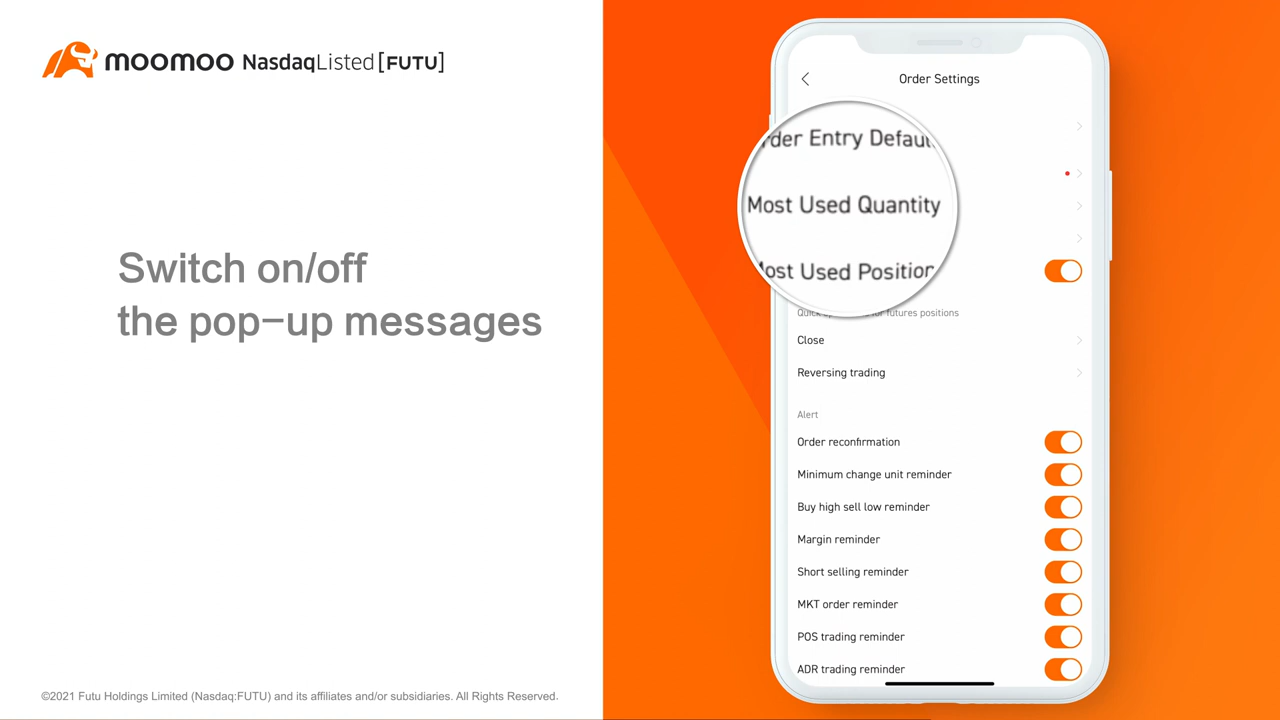 moomoo NasdaqListed [FUTU]
Switch on/off
the pop-up messages
©2021 Futu Holdings Limited (Nasdaq:FUTU) and its affiliates and/or subsidiaries. All Rights Reserved.
Order Settings
rder Entry Defau
Most Used Quantity
ost Used Position
for futures positions
Close
Reversing trading
Alert
Order reconfirmation
Minimum change unit reminder
Buy high sell low reminder
Margin reminder
Short selling reminder
MKT order reminder
POS trading reminder
ADR trading reminder